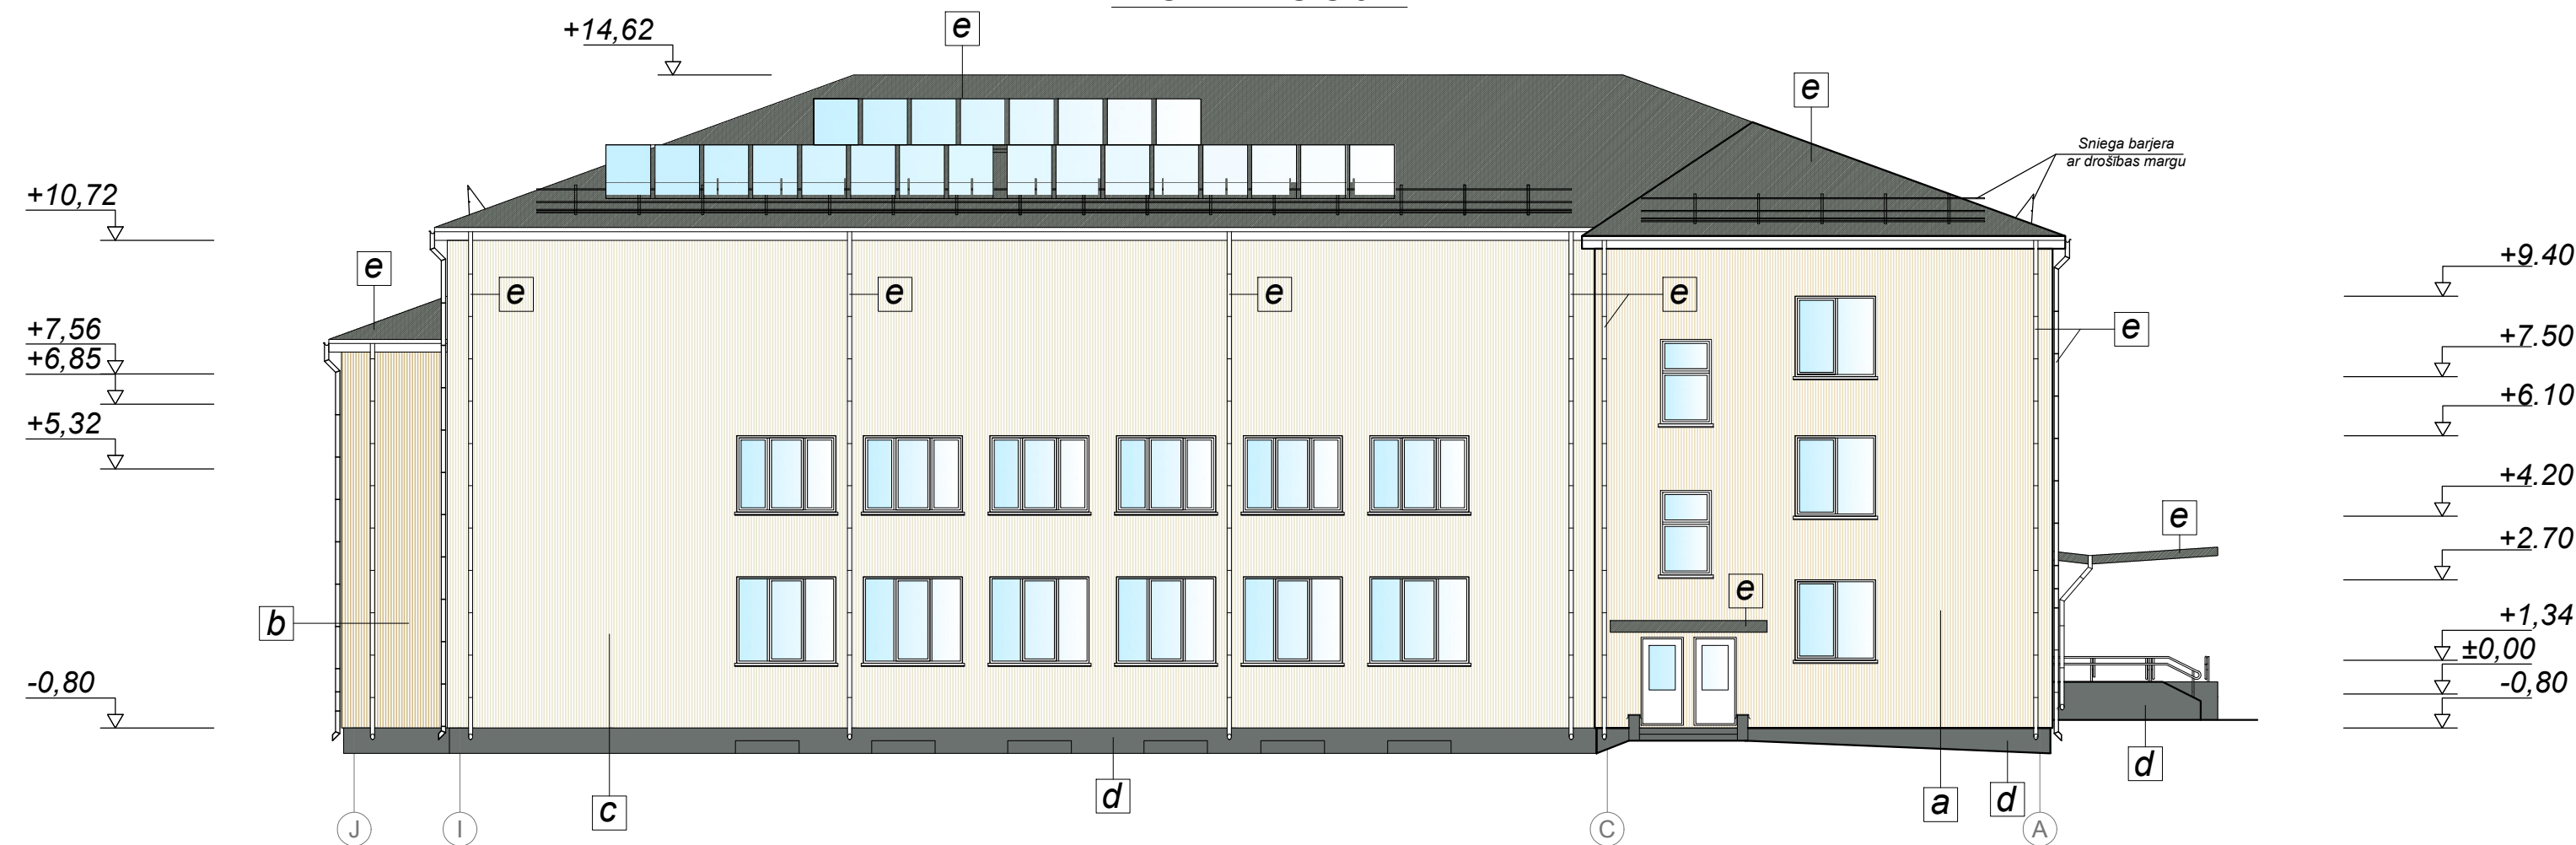 +14,62
e
e
Sniega barjera
ar drošības margu
+10,72
e
+9.40
e
e
e
e
e
+7,56
+7.50
+6,85
+6.10
+5,32
+4.20
e
+2.70
e
b
+1,34
±0,00
-0,80
-0,80
d
c
d
a
d
J
I
C
A